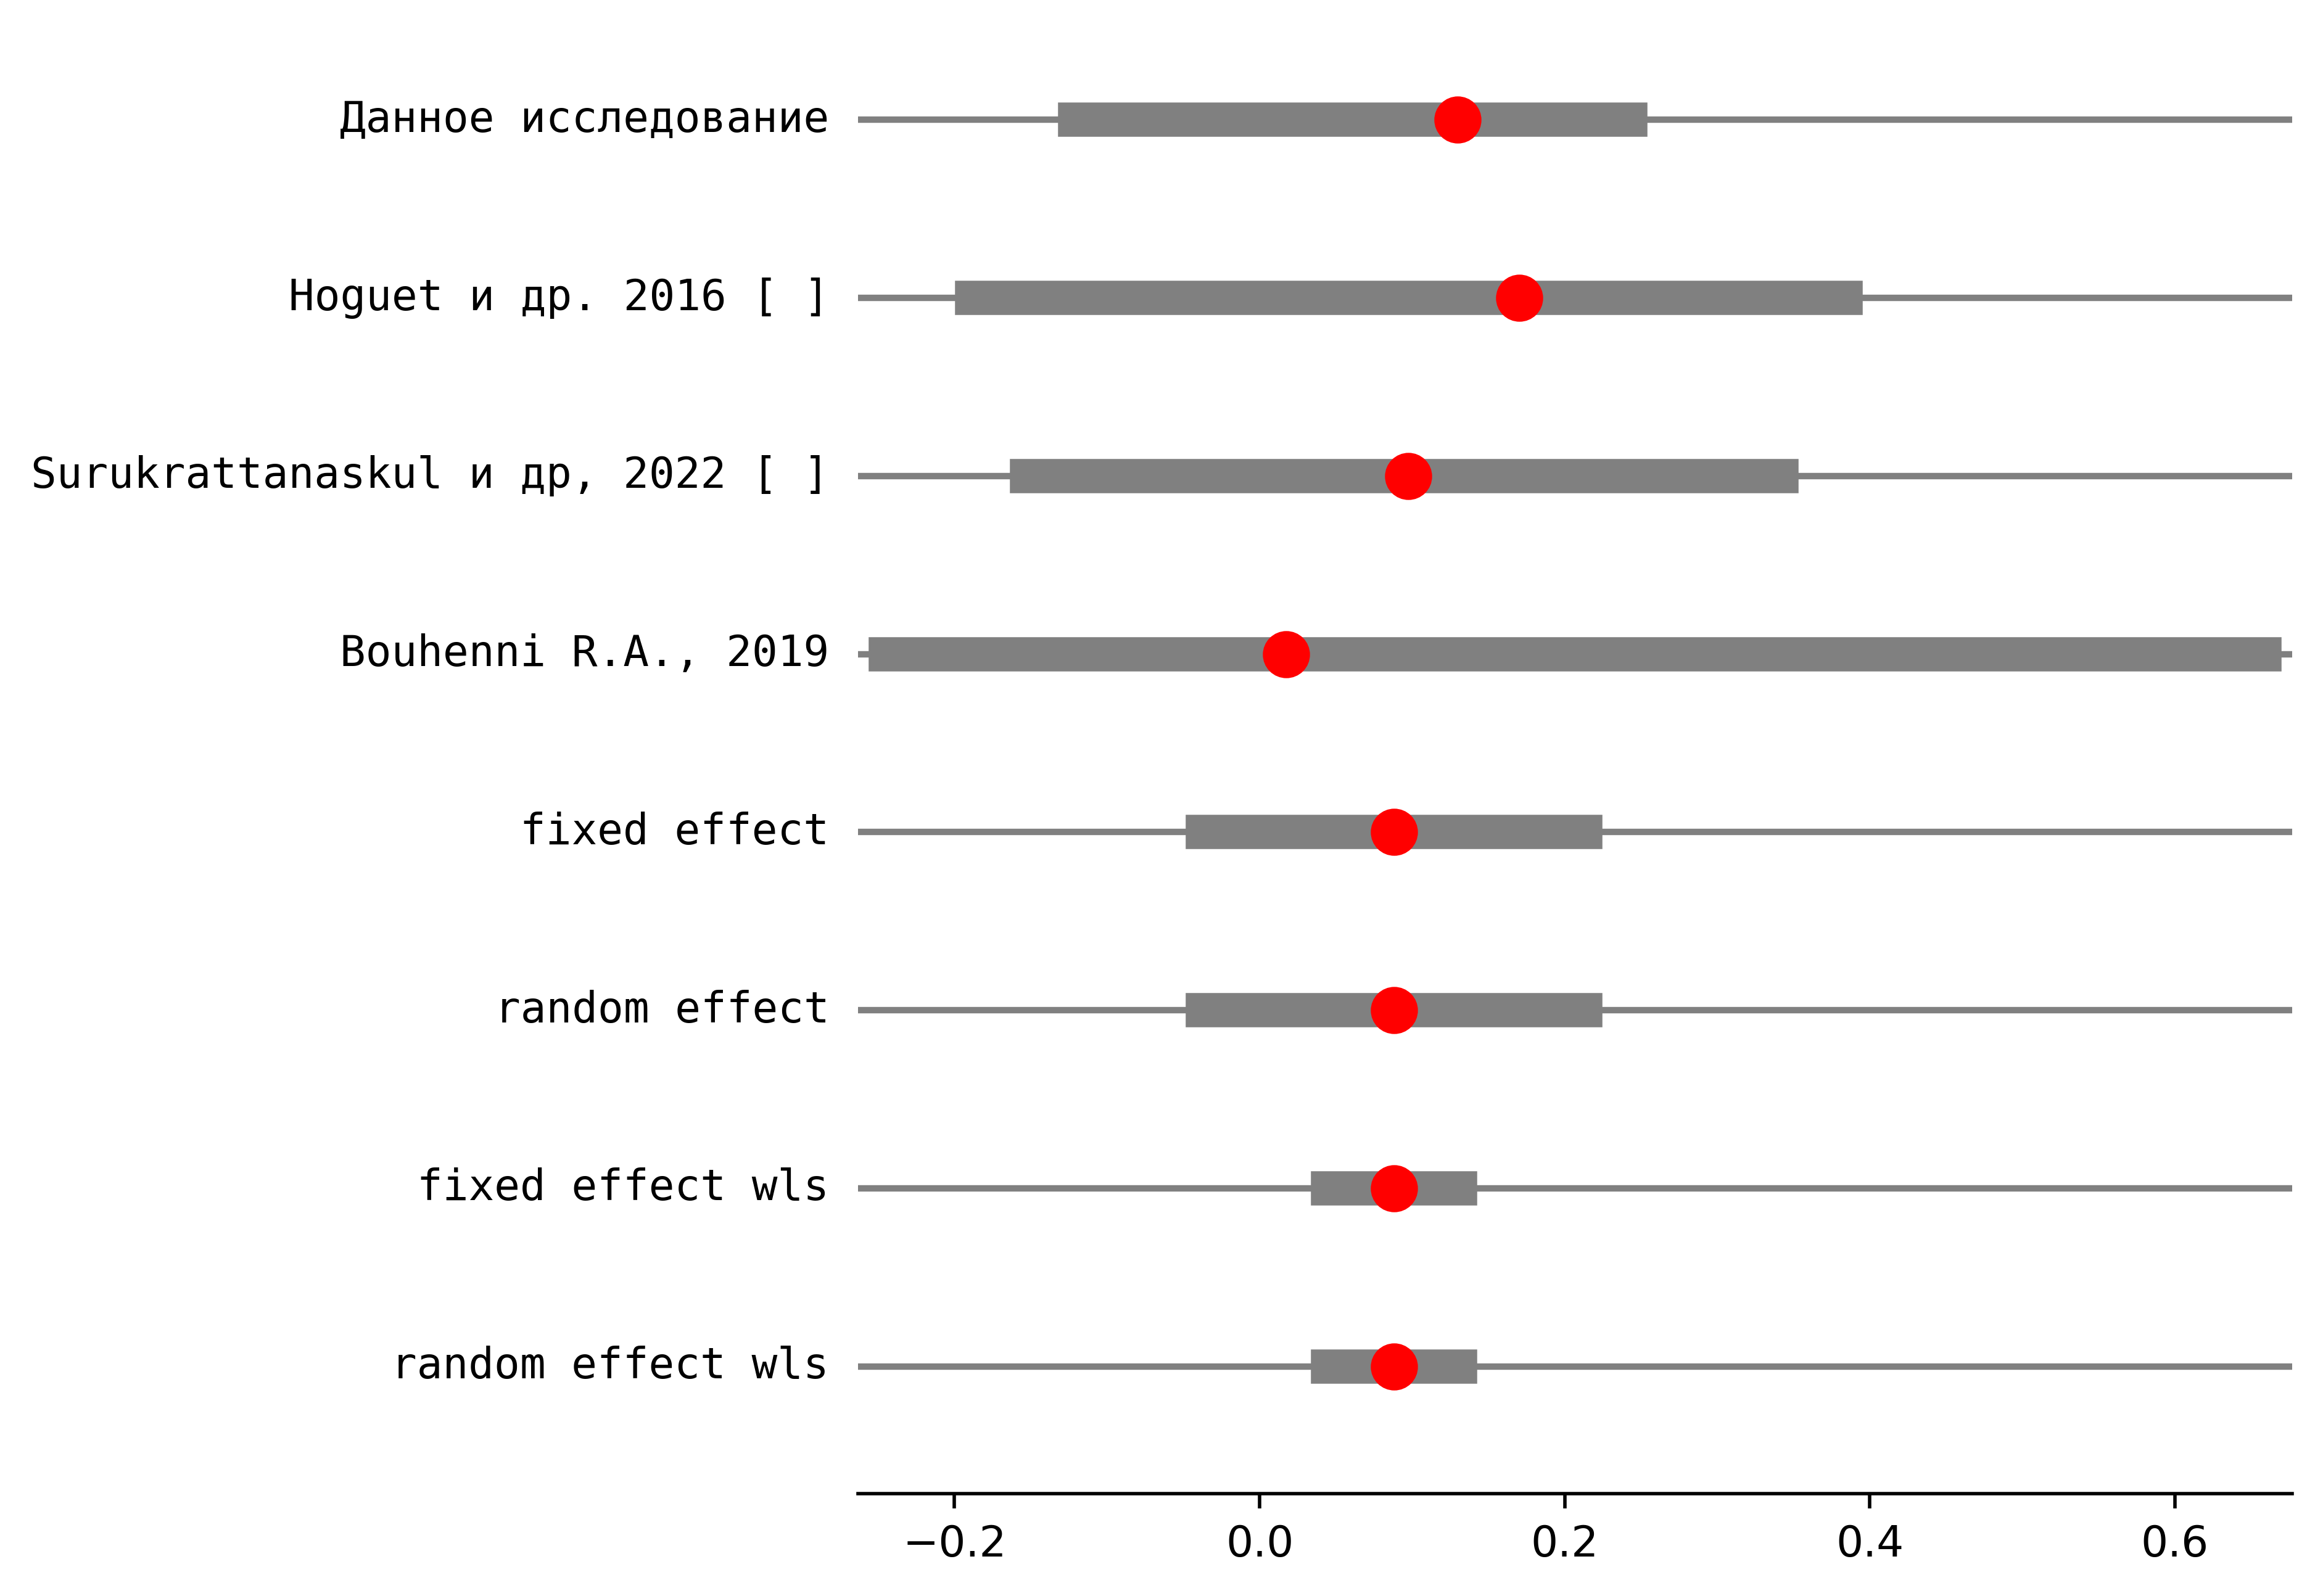 Данное исследование
Hoguet и др. 2016 [ ]
Surukrattanaskul и др, 2022 [ ]
Bouhenni R.A., 2019
fixed effect
random effect
fixed effect wls
random effect wls
−0.2 0.0 0.2 0.4 0.6